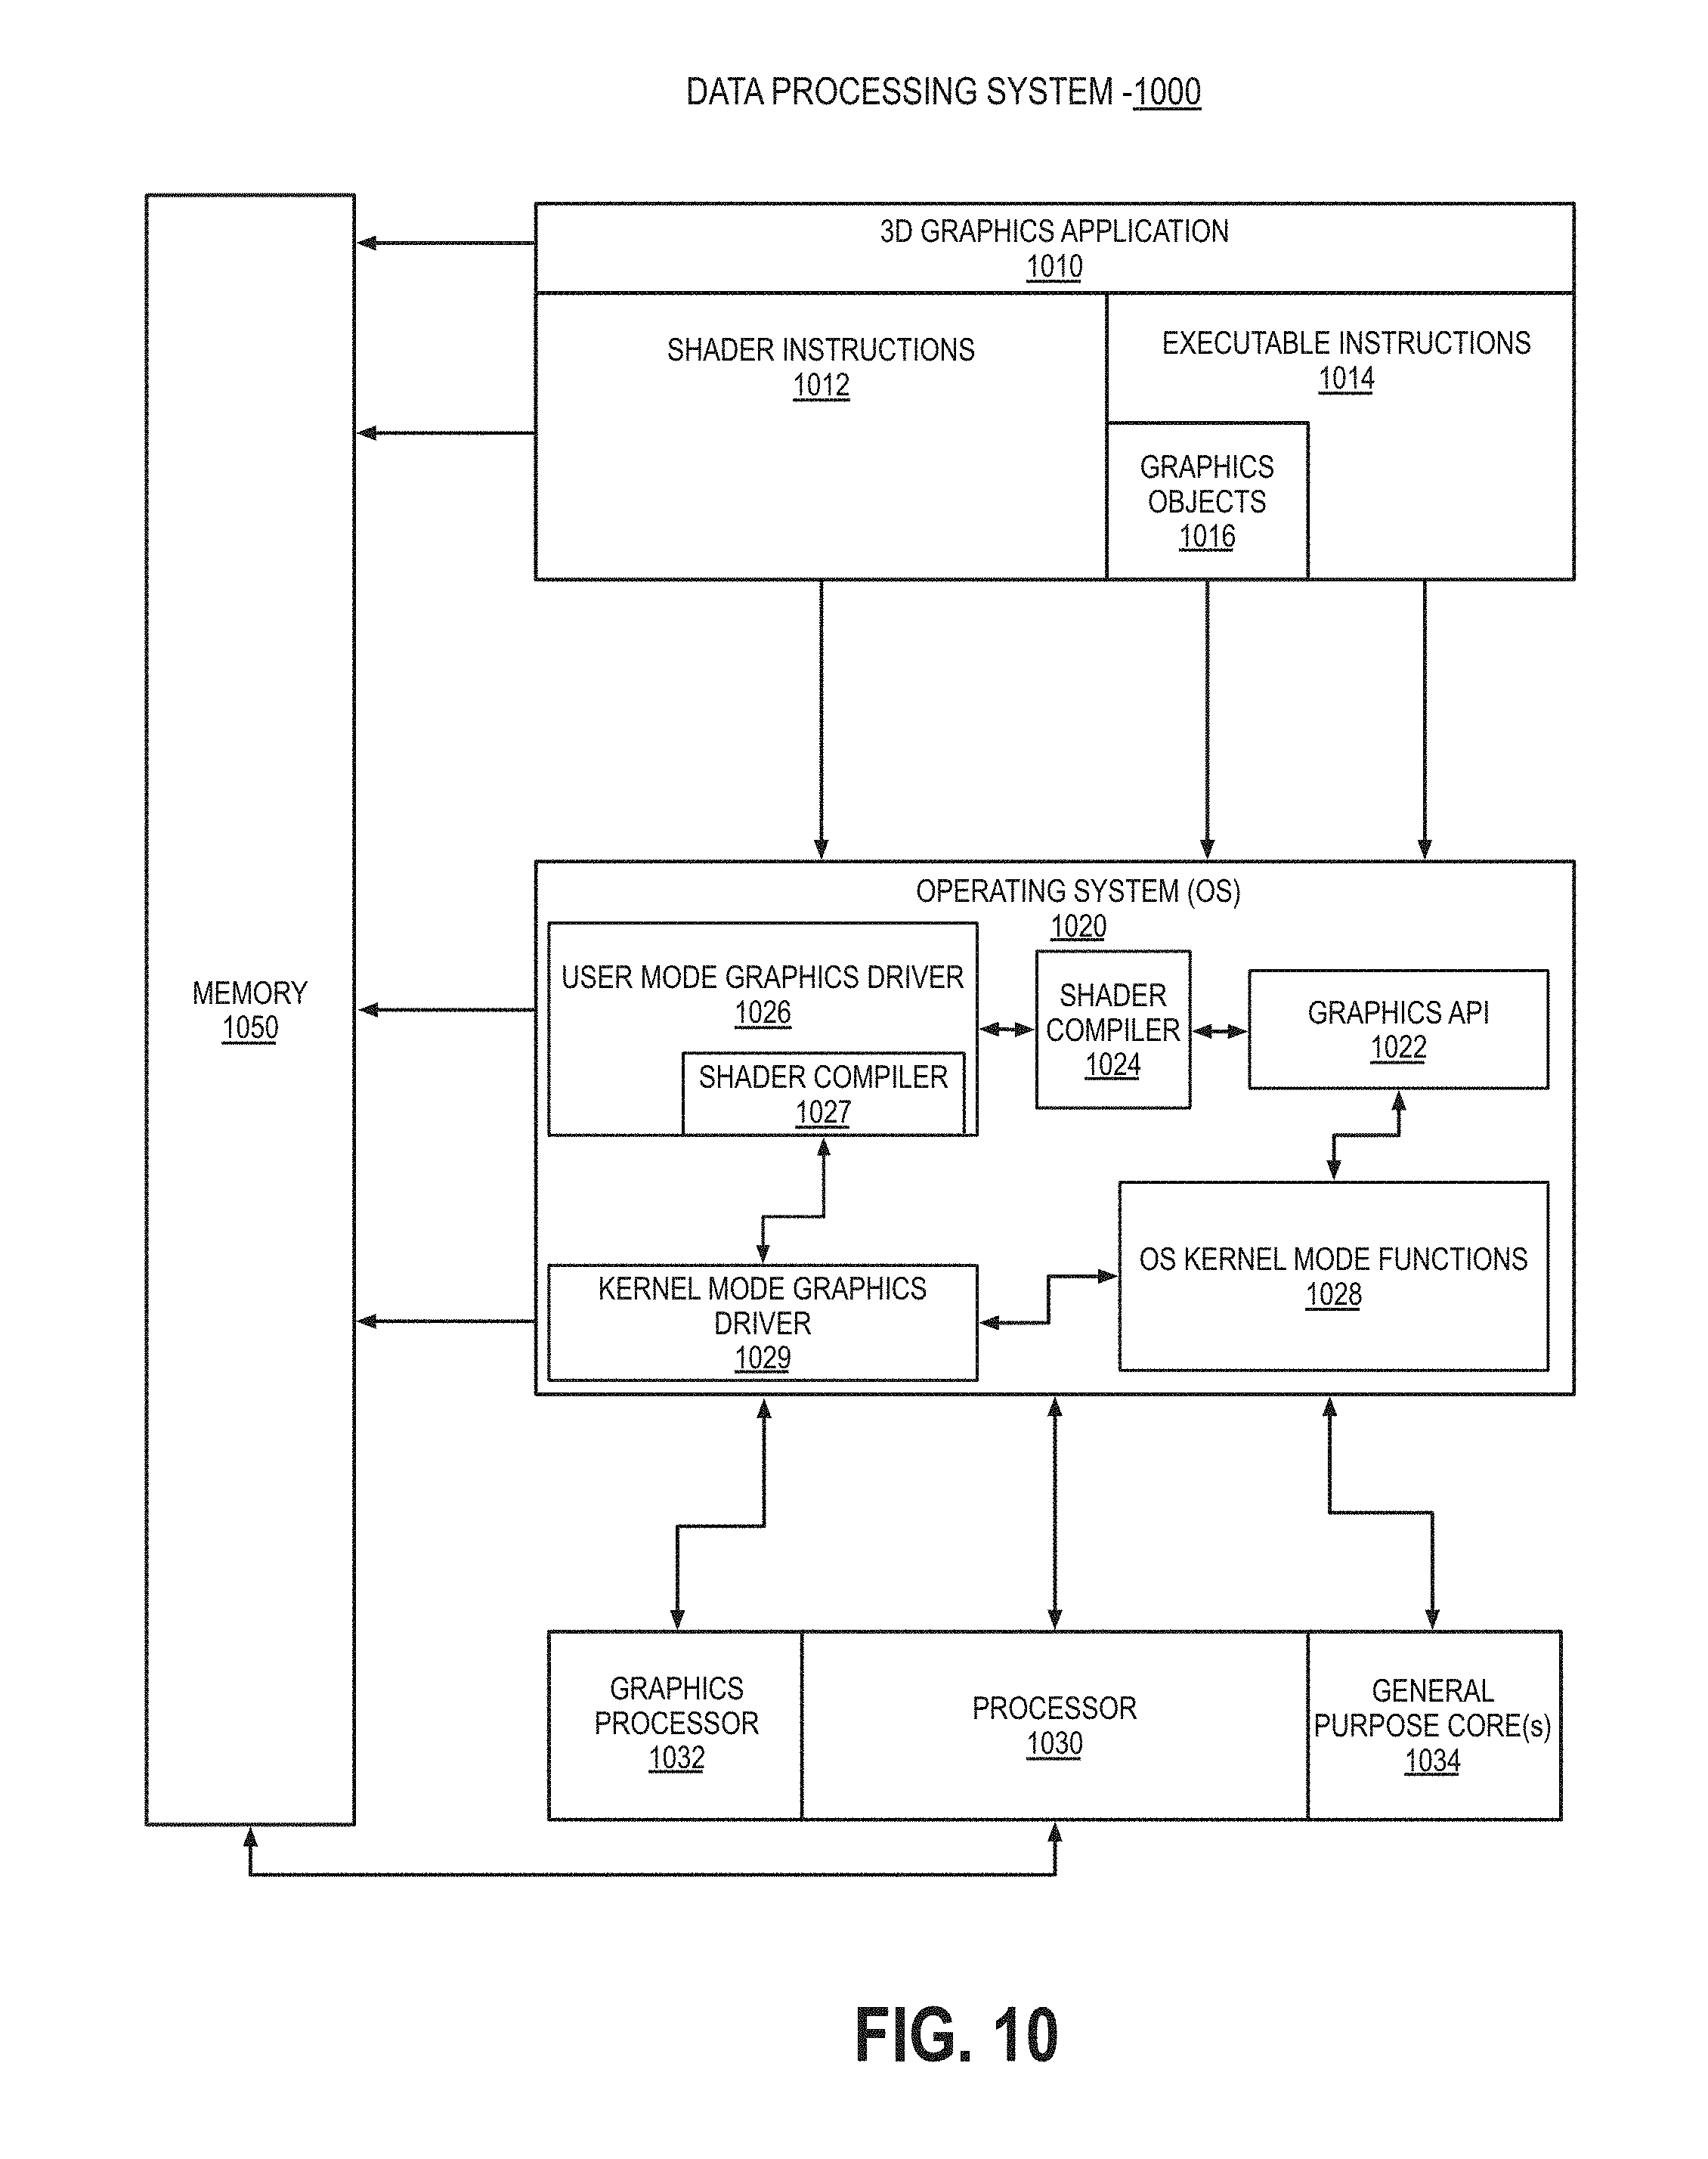 DATA PROCESSING SYSTEM -1000
3D GRAPHICS APPLICATION
1010
SHADER INSTRUCTIONS
1012
EXECUTABLE INSTRUCTIONS
1014
GRAPHICS
OBJECTS
1016
MEMORY
1050
OPERATING SYSTEM (OS)
1020
USER MODE GRAPHICS DRIVER
1026
SHADER COMPILER
1027
SHADER
COMPILER
1024
GRAPHICS API
1022
KERNEL MODE GRAPHICS
DRIVER
1029
OS KERNEL MODE FUNCTIONS
1028
GRAPHICS
PROCESSOR
1032
PROCESSOR
1030
GENERAL
PURPOSE CORE(s)
1034
FIG. 10